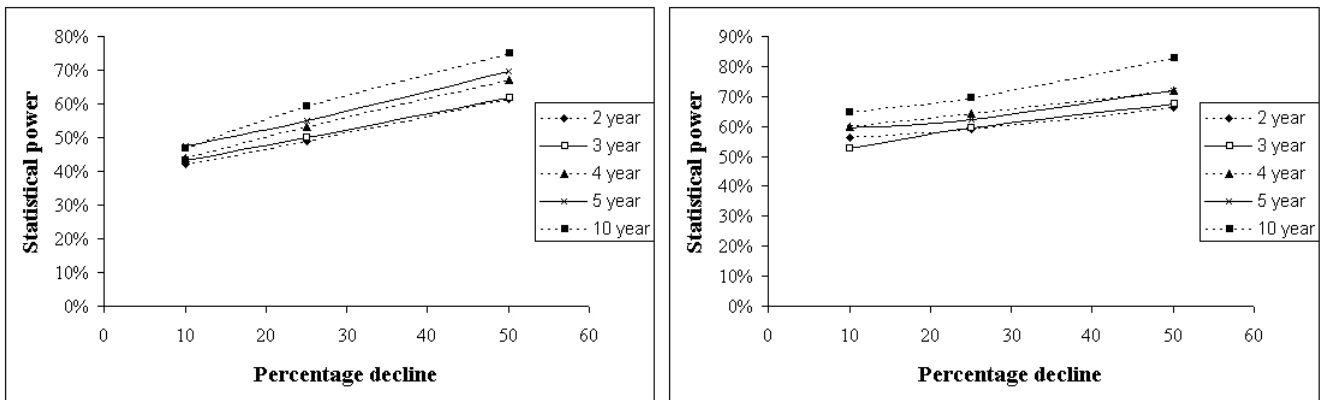 80%
70%
60%
50%
40%
30%
20%
10%
0%
Statistical power
0 10 20 30 40 50 60
Percentage decline
2 year
3 year
4 year
5 year
10 year
90%
80%
70%
60%
50%
40%
30%
20%
10%
0%
Statistical power
0 10 20 30 40 50 60
Percentage decline
2 year
3 year
4 year
5 year
10 year